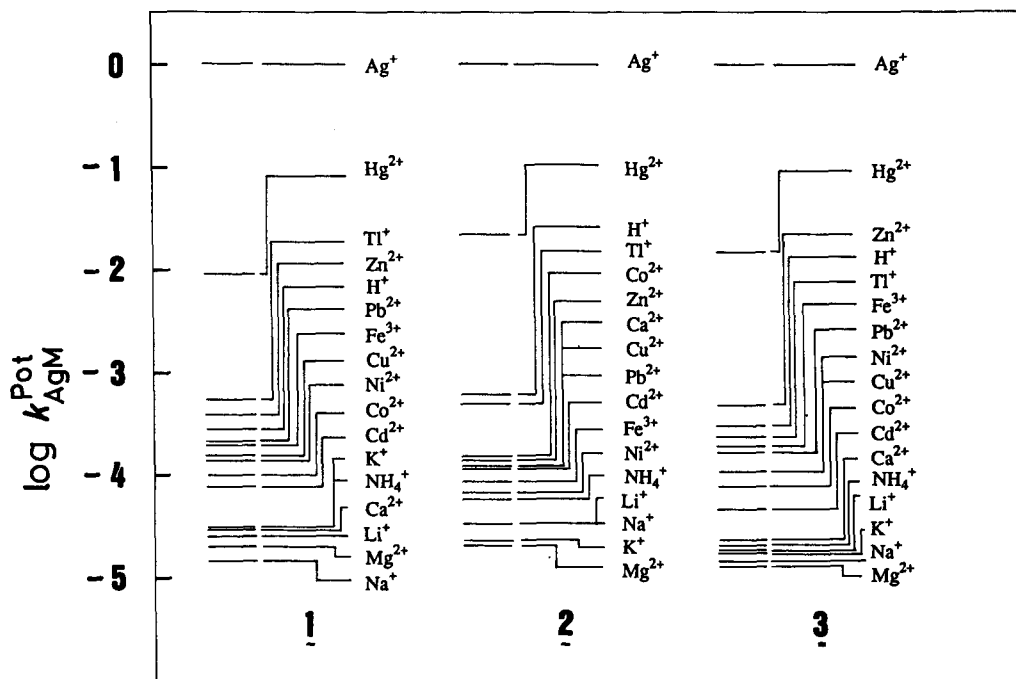 log k^Pot_AgM
0
- 1
- 2
- 3
- 4
- 5
Ag⁺
Hg²⁺
Tl⁺
Zn²⁺
H⁺
Pb²⁺
Fe³⁺
Cu²⁺
Ni²⁺
Co²⁺
Cd²⁺
K⁺
NH₄⁺
Ca²⁺
Li⁺
Mg²⁺
Na⁺
1
Ag⁺
Hg²⁺
H⁺
Tl⁺
Co²⁺
Zn²⁺
Ca²⁺
Cu²⁺
Pb²⁺
Cd²⁺
Fe³⁺
Ni²⁺
NH₄⁺
Li⁺
Na⁺
K⁺
Mg²⁺
2
Ag⁺
Hg²⁺
Zn²⁺
H⁺
Tl⁺
Fe³⁺
Pb²⁺
Ni²⁺
Cu²⁺
Co²⁺
Cd²⁺
Ca²⁺
NH₄⁺
Li⁺
K⁺
Na⁺
Mg²⁺
3